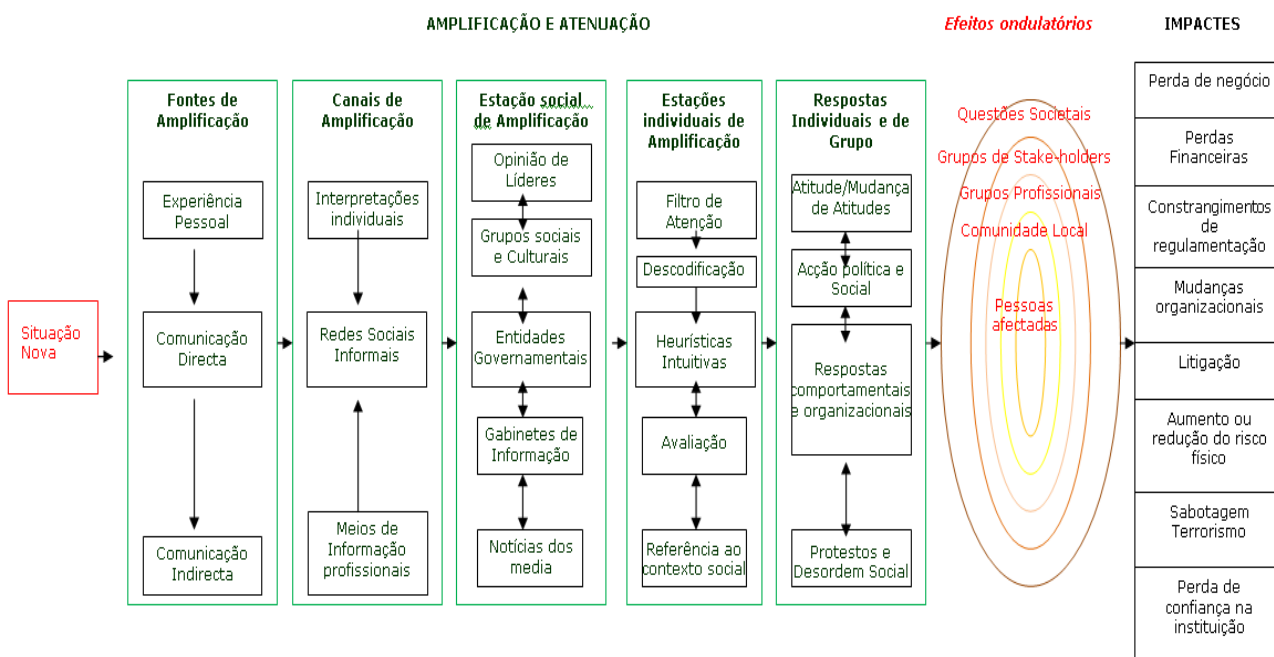 AMPLIFICAÇÃO E ATENUAÇÃO
Efeitos ondulatórios
IMPACTES
Situação
Nova
Fontes de
Amplificação
Experiência
Pessoal
Comunicação
Directa
Comunicação
Indirecta
Canais de
Amplificação
Interpretações
individuais
Redes Sociais
Informais
Meios de
Informação
profissionais
Estação social
de Amplificação
Opinião de
Líderes
Grupos sociais
e Culturais
Entidades
Governamentais
Gabinetes de
Informação
Notícias dos
media
Estações
individuais de
Amplificação
Filtro de
Atenção
Descodificação
Heurísticas
Intuitivas
Avaliação
Referência ao
contexto social
Respostas
Individuais e de
Grupo
Atitude/Mudança
de Atitudes
Acção política e
Social
Respostas
comportamentais
e organizacionais
Protestos e
Desordem Social
Questões Societais
Grupos de Stake-holders
Grupos Profissionais
Comunidade Local
Pessoas
afectadas
Perda de negócio
Perdas
Financeiras
Constrangimentos
de
regulamentação
Mudanças
organizacionais
Litigação
Aumento ou
redução do risco
físico
Sabotagem
Terrorismo
Perda de
confiança na
instituição